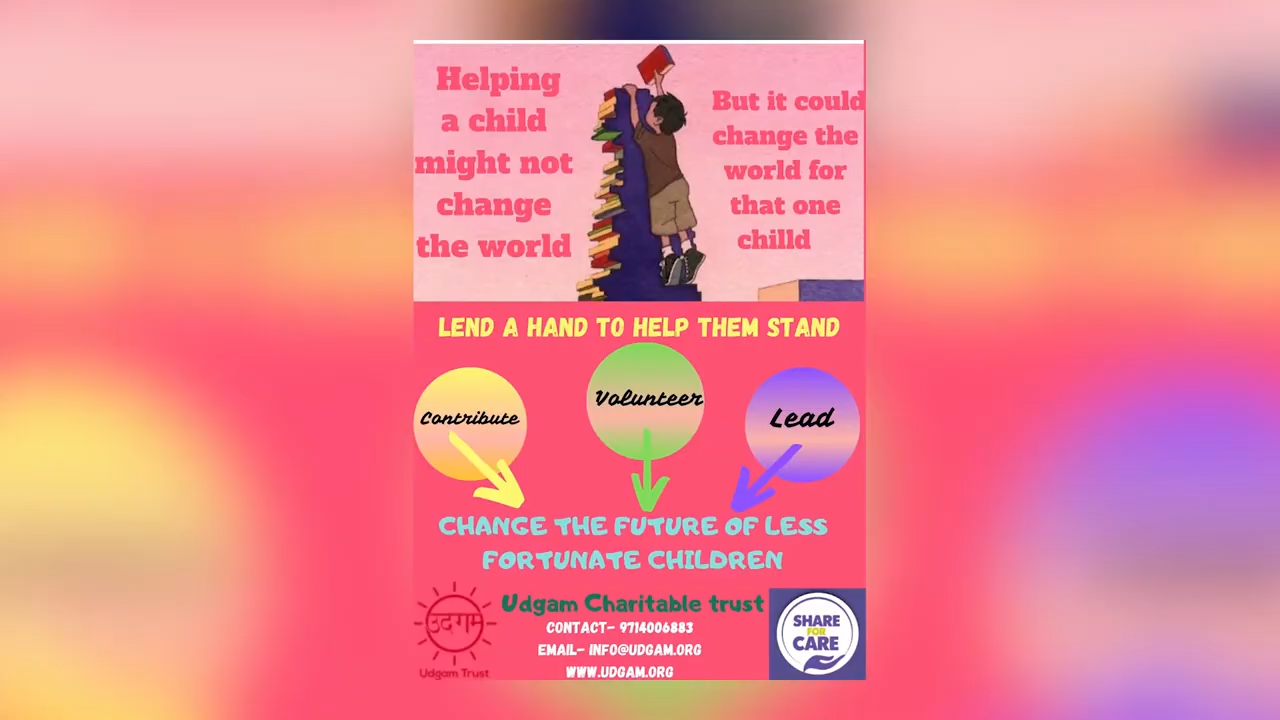 Helping
a child
might not
change
the world
But it could
change the
world for
that one
chilld
LEND A HAND TO HELP THEM STAND
Contribute
Volunteer
Lead
CHANGE THE FUTURE OF LESS
FORTUNATE CHILDREN
उदगम
Udgam Trust
Udgam Charitable trust
CONTACT- 9714006883
EMAIL- INFO@UDGAM.ORG
WWW.UDGAM.ORG
SHARE
FOR
CARE